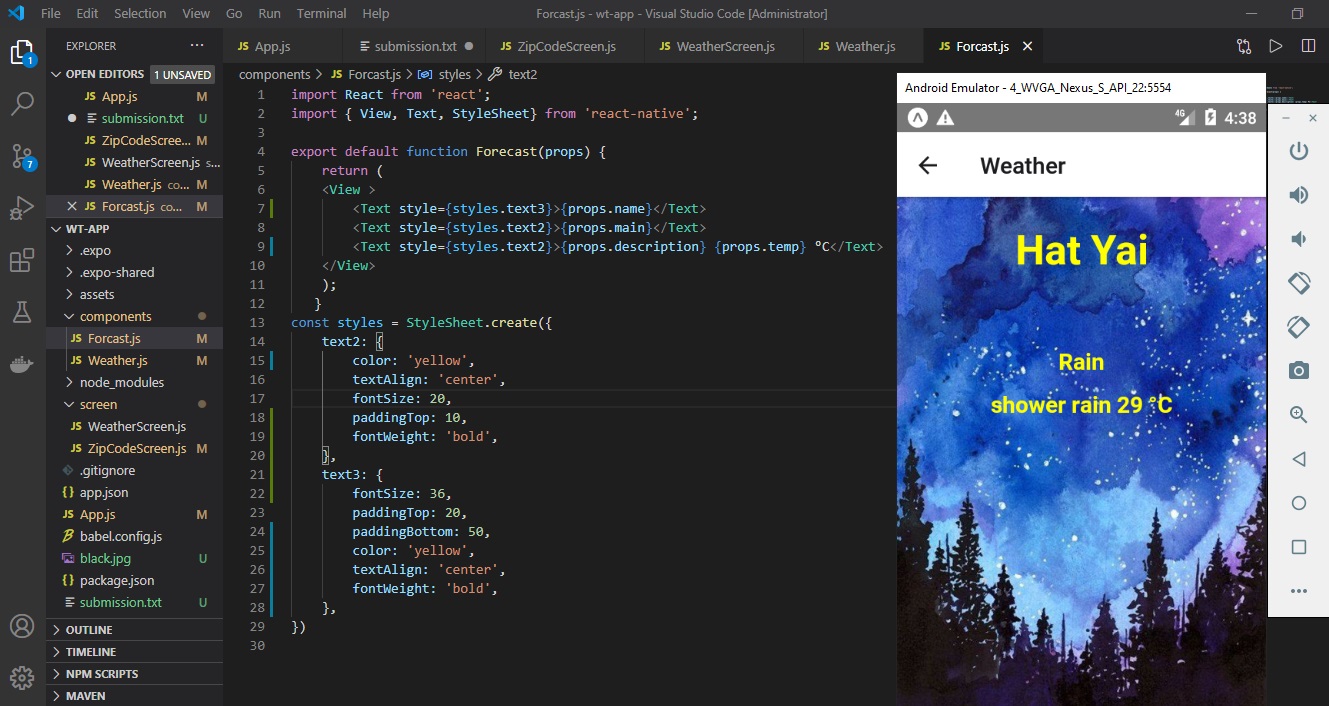 File Edit Selection View Go Run Terminal Help
Forcast.js - wt-app - Visual Studio Code [Administrator]
EXPLORER ···
JS App.js
submission.txt ●
JS ZipCodeScreen.js
JS WeatherScreen.js
JS Weather.js
JS Forcast.js ×
OPEN EDITORS 1 UNSAVED
JS App.js M
● submission.txt U
JS ZipCodeScree... M
JS WeatherScreen.js s...
JS Weather.js co... M
× JS Forcast.js co... M
WT-APP
.expo
.expo-shared
assets
components
JS Forcast.js M
JS Weather.js M
node_modules
screen
JS WeatherScreen.js
JS ZipCodeScreen.js M
.gitignore
{} app.json
JS App.js M
babel.config.js
black.jpg U
{} package.json
submission.txt U
OUTLINE
TIMELINE
NPM SCRIPTS
MAVEN
1
7
components > JS Forcast.js > styles > text2
1 import React from 'react';
2 import { View, Text, StyleSheet} from 'react-native';
3
4 export default function Forecast(props) {
5 return (
6 <View >
7 <Text style={styles.text3}>{props.name}</Text>
8 <Text style={styles.text2}>{props.main}</Text>
9 <Text style={styles.text2}>{props.description} {props.temp} °C</Text>
10 </View>
11 );
12 }
13 const styles = StyleSheet.create({
14 text2: {
15 color: 'yellow',
16 textAlign: 'center',
17 fontSize: 20,
18 paddingTop: 10,
19 fontWeight: 'bold',
20 },
21 text3: {
22 fontSize: 36,
23 paddingTop: 20,
24 paddingBottom: 50,
25 color: 'yellow',
26 textAlign: 'center',
27 fontWeight: 'bold',
28 },
29 })
30
Android Emulator - 4_WVGA_Nexus_S_API_22:5554
4G 4:38
Weather
Hat Yai
Rain
shower rain 29 °C